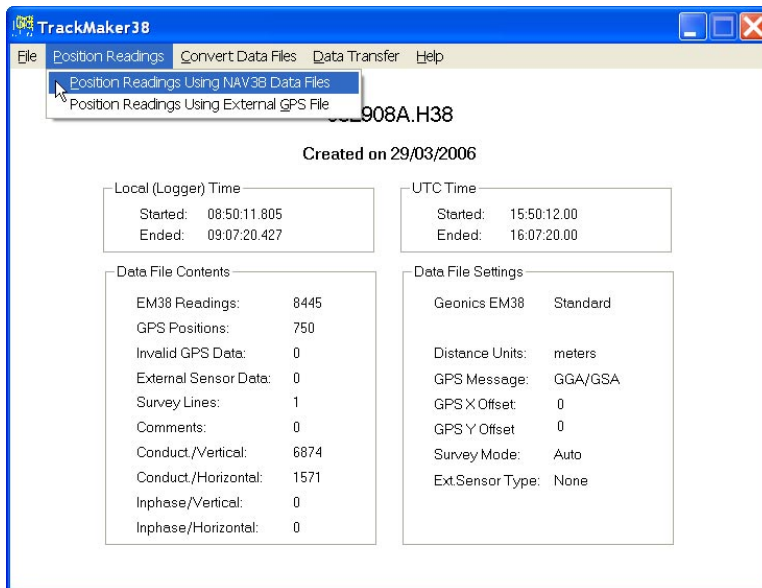 TrackMaker38
File Position Readings Convert Data Files Data Transfer Help
Position Readings Using NAV38 Data Files
Position Readings Using External GPS File
908A.H38
Created on 29/03/2006
Local (Logger) Time
Started: 08:50:11.805
Ended: 09:07:20.427
UTC Time
Started: 15:50:12.00
Ended: 16:07:20.00
Data File Contents
EM38 Readings: 8445
GPS Positions: 750
Invalid GPS Data: 0
External Sensor Data: 0
Survey Lines: 1
Comments: 0
Conduct./Vertical: 6874
Conduct./Horizontal: 1571
Inphase/Vertical: 0
Inphase/Horizontal: 0
Data File Settings
Geonics EM38 Standard
Distance Units: meters
GPS Message: GGA/GSA
GPS X Offset: 0
GPS Y Offset 0
Survey Mode: Auto
Ext.Sensor Type: None